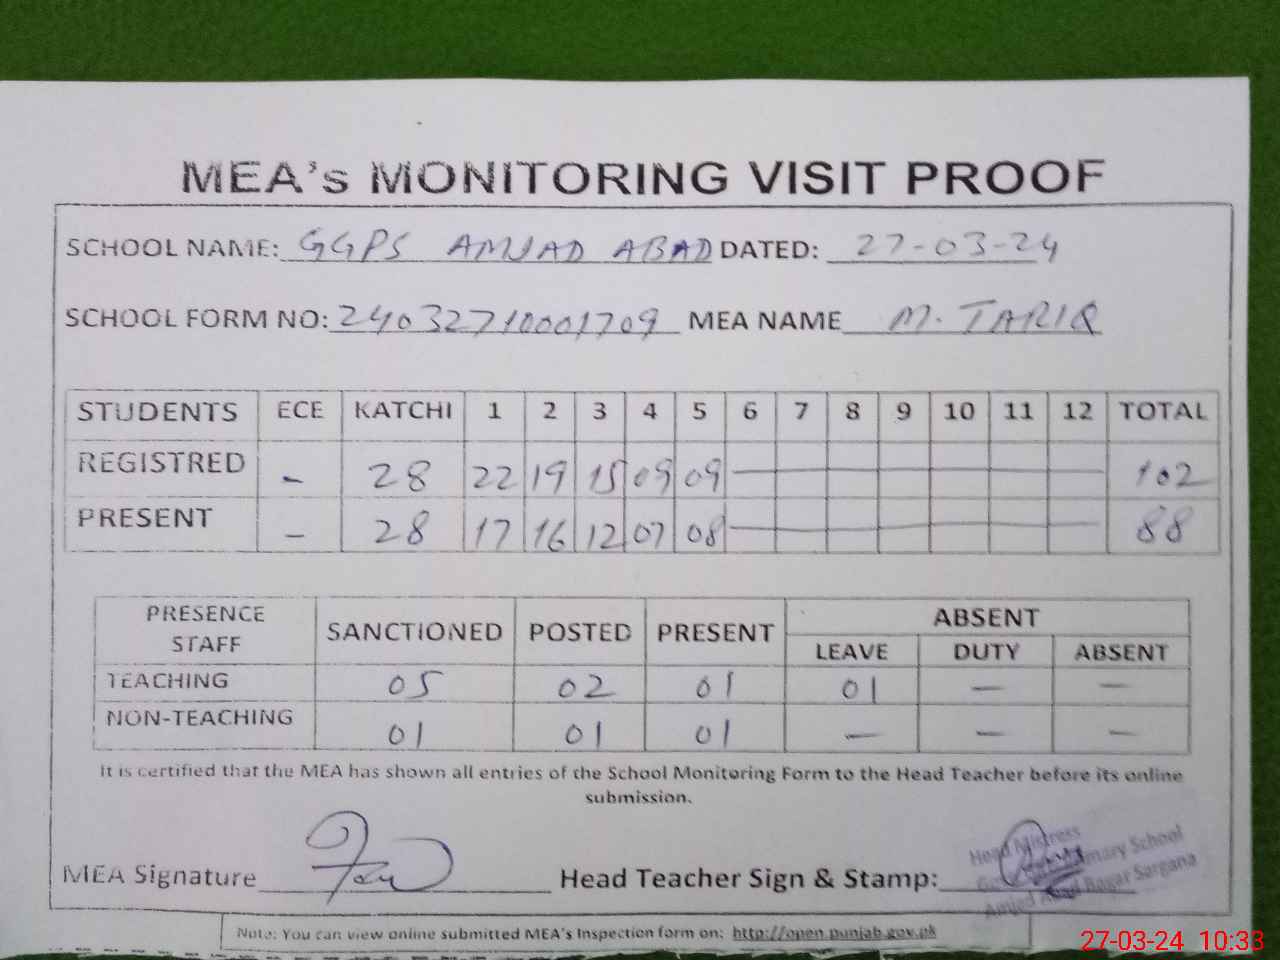 MEA's MONITORING VISIT PROOF
SCHOOL NAME: GGPS AMJAD ABAD DATED: 27-03-24
SCHOOL FORM NO: 24032710001709 MEA NAME M. TARIQ
STUDENTS ECE KATCHI 1 2 3 4 5 6 7 8 9 10 11 12 TOTAL
REGISTRED - 28 22 19 15 09 09 102
PRESENT - 28 17 16 12 07 08 88
PRESENCE STAFF SANCTIONED POSTED PRESENT ABSENT
LEAVE DUTY ABSENT
TEACHING 05 02 01 01 - -
NON-TEACHING 01 01 01 - - -
It is certified that the MEA has shown all entries of the School Monitoring Form to the Head Teacher before its online
submission.
MEA Signature Head Teacher Sign & Stamp:
Head Mistress
Primary School
Amjad Abad Bagar Sargana
Note: You can view online submitted MEA's Inspection form on: http://open.punjab.gov.pk
27-03-24 10:33